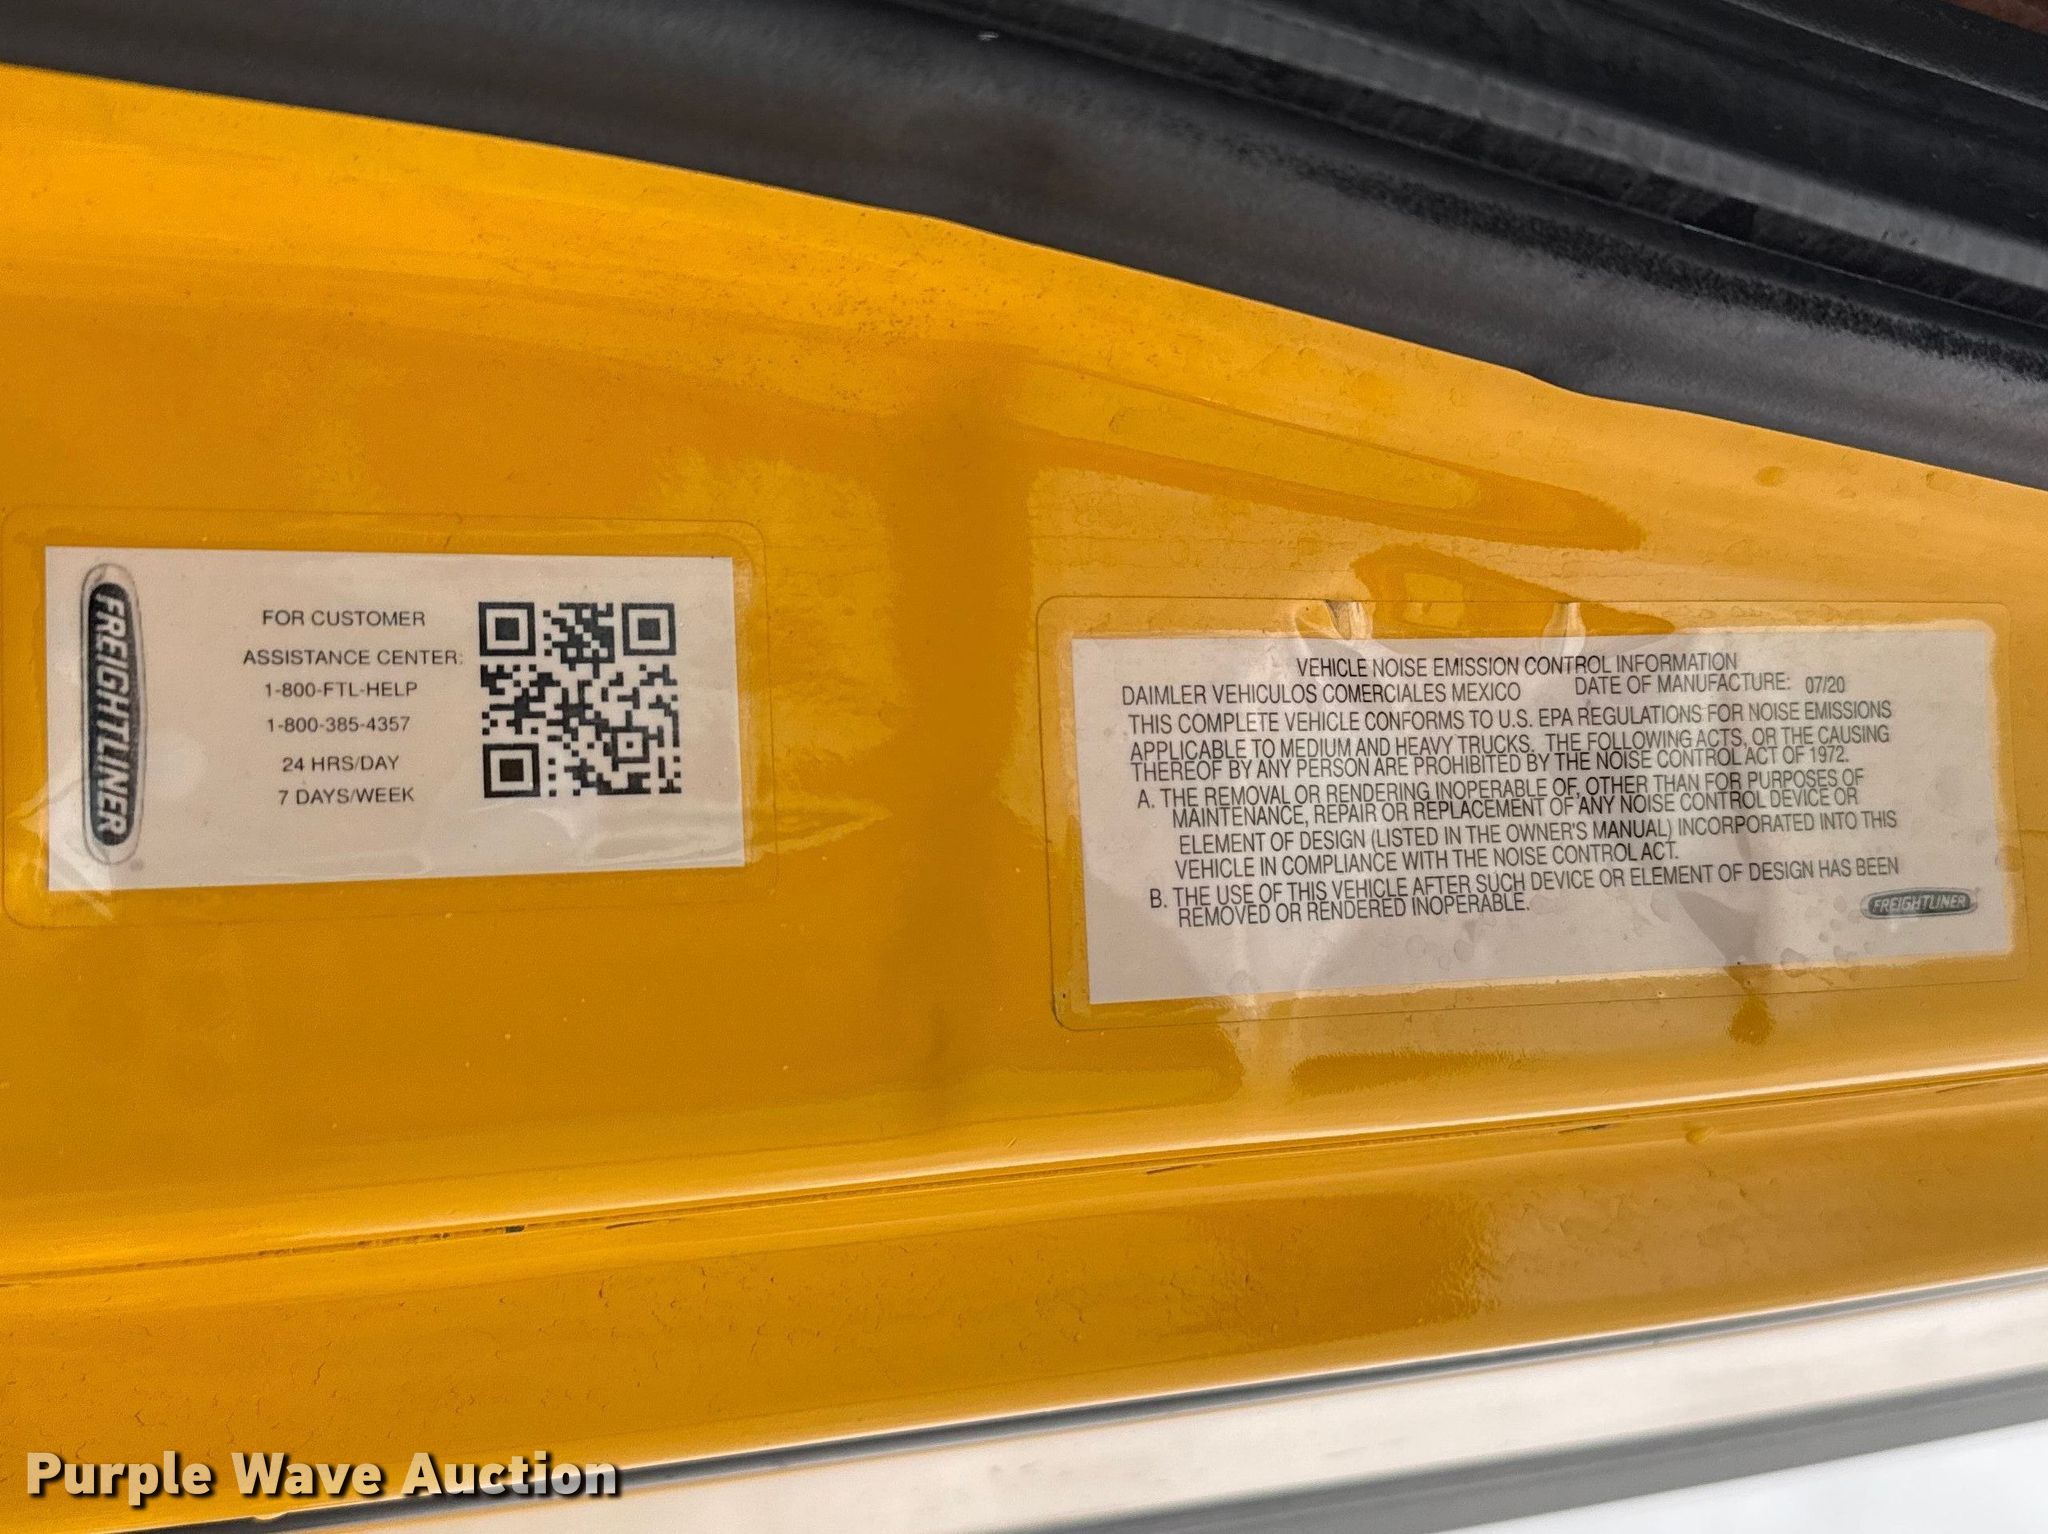 FREIGHTLINER
FOR CUSTOMER
ASSISTANCE CENTER:
1-800-FTL-HELP
1-800-385-4357
24 HRS/DAY
7 DAYS/WEEK
VEHICLE NOISE EMISSION CONTROL INFORMATION
DAIMLER VEHICULOS COMERCIALES MEXICO DATE OF MANUFACTURE: 07/20
THIS COMPLETE VEHICLE CONFORMS TO U.S. EPA REGULATIONS FOR NOISE EMISSIONS
APPLICABLE TO MEDIUM AND HEAVY TRUCKS. THE FOLLOWING ACTS, OR THE CAUSING
THEREOF BY ANY PERSON ARE PROHIBITED BY THE NOISE CONTROL ACT OF 1972.
A. THE REMOVAL OR RENDERING INOPERABLE OF, OTHER THAN FOR PURPOSES OF
MAINTENANCE, REPAIR OR REPLACEMENT OF ANY NOISE CONTROL DEVICE OR
ELEMENT OF DESIGN (LISTED IN THE OWNER'S MANUAL) INCORPORATED INTO THIS
VEHICLE IN COMPLIANCE WITH THE NOISE CONTROL ACT.
B. THE USE OF THIS VEHICLE AFTER SUCH DEVICE OR ELEMENT OF DESIGN HAS BEEN
REMOVED OR RENDERED INOPERABLE.
FREIGHTLINER
Purple Wave Auction